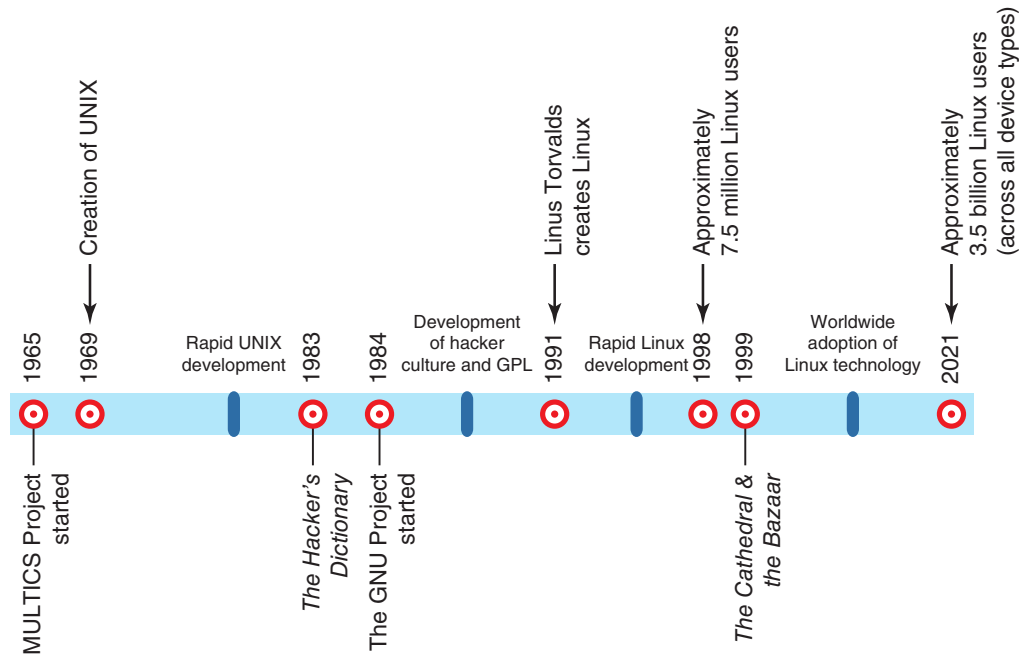 1965
MULTICS Project
started
1969
Creation of UNIX
Rapid UNIX
development
1983
The Hacker's
Dictionary
1984
The GNU Project
started
Development
of hacker
culture and GPL
1991
Linus Torvalds
creates Linux
Rapid Linux
development
1998
Approximately
7.5 million Linux users
1999
The Cathedral &
the Bazaar
Worldwide
adoption of
Linux technology
2021
Approximately
3.5 billion Linux users
(across all device types)